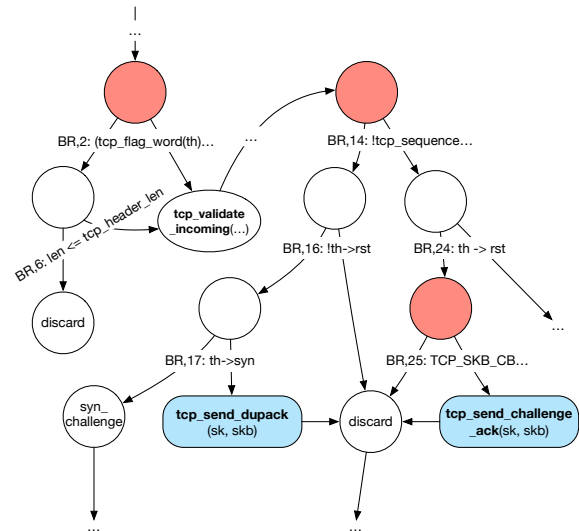 ...
BR,2: (tcp_flag_word(th)...
...
BR,14: !tcp_sequence...
BR,6: len <= tcp_header_len
tcp_validate
_incoming(...)
BR,16: !th->rst
BR,24: th -> rst
discard
...
BR,17: th->syn
BR,25: TCP_SKB_CB...
syn_
challenge
tcp_send_dupack
(sk, skb)
discard
tcp_send_challenge
_ack(sk, skb)
...
...